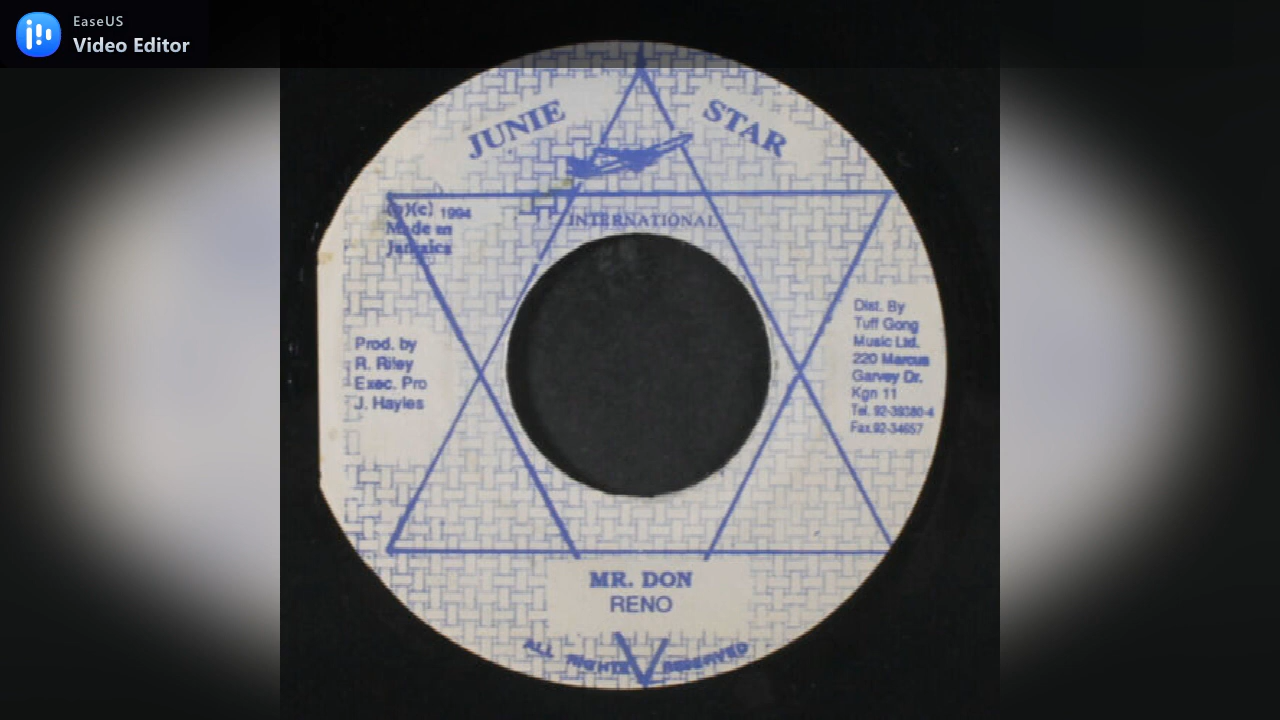 EaseUS
Video Editor
JUNIE STAR
INTERNATIONAL
(p)(c) 1994
Made in
Jamaica
Prod. by
R. Riley
Exec. Pro
J. Hayles
Dist. By
Tuff Gong
Music Ltd.
220 Marcus
Garvey Dr.
Kgn 11
Tel. 92-39380-4
Fax.92-34657
MR. DON
RENO
ALL RIGHTS RESERVED